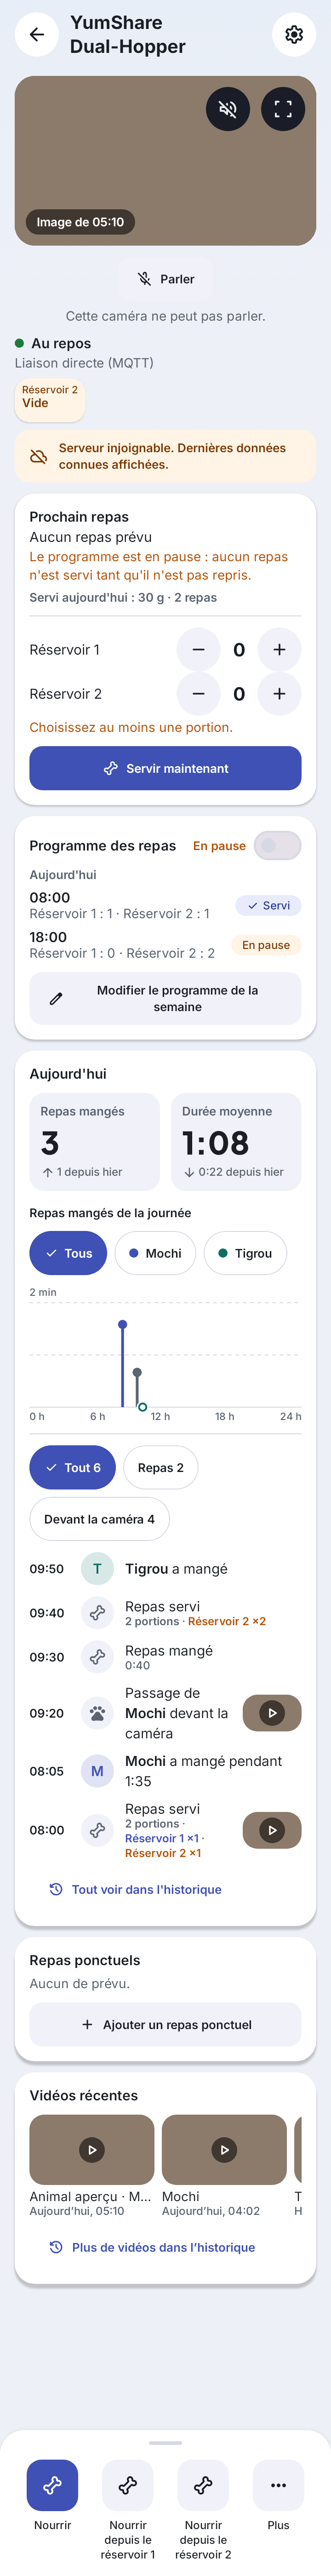 YumShare
Dual-Hopper
Image de 05:10
Parler
Cette caméra ne peut pas parler.
Au repos
Liaison directe (MQTT)
Réservoir 2
Vide
Serveur injoignable. Dernières données
connues affichées.
Prochain repas
Aucun repas prévu
Le programme est en pause : aucun repas
n'est servi tant qu'il n'est pas repris.
Servi aujourd'hui : 30 g · 2 repas
Réservoir 1
0
Réservoir 2
0
Choisissez au moins une portion.
Servir maintenant
Programme des repas
En pause
Aujourd'hui
08:00
Réservoir 1 : 1 · Réservoir 2 : 1
Servi
18:00
Réservoir 1 : 0 · Réservoir 2 : 2
En pause
Modifier le programme de la
semaine
Aujourd'hui
Repas mangés
3
1 depuis hier
Durée moyenne
1:08
0:22 depuis hier
Repas mangés de la journée
Tous
Mochi
Tigrou
2 min
0 h 6 h 12 h 18 h 24 h
Tout 6
Repas 2
Devant la caméra 4
09:50
T
Tigrou a mangé
09:40
Repas servi
2 portions · Réservoir 2 ×2
09:30
Repas mangé
0:40
09:20
Passage de
Mochi devant la
caméra
08:05
M
Mochi a mangé pendant
1:35
08:00
Repas servi
2 portions ·
Réservoir 1 ×1 ·
Réservoir 2 ×1
Tout voir dans l'historique
Repas ponctuels
Aucun de prévu.
Ajouter un repas ponctuel
Vidéos récentes
Animal aperçu · M...
Aujourd'hui, 05:10
Mochi
Aujourd'hui, 04:02
T
H
Plus de vidéos dans l’historique
Nourrir
Nourrir
depuis le
réservoir 1
Nourrir
depuis le
réservoir 2
Plus